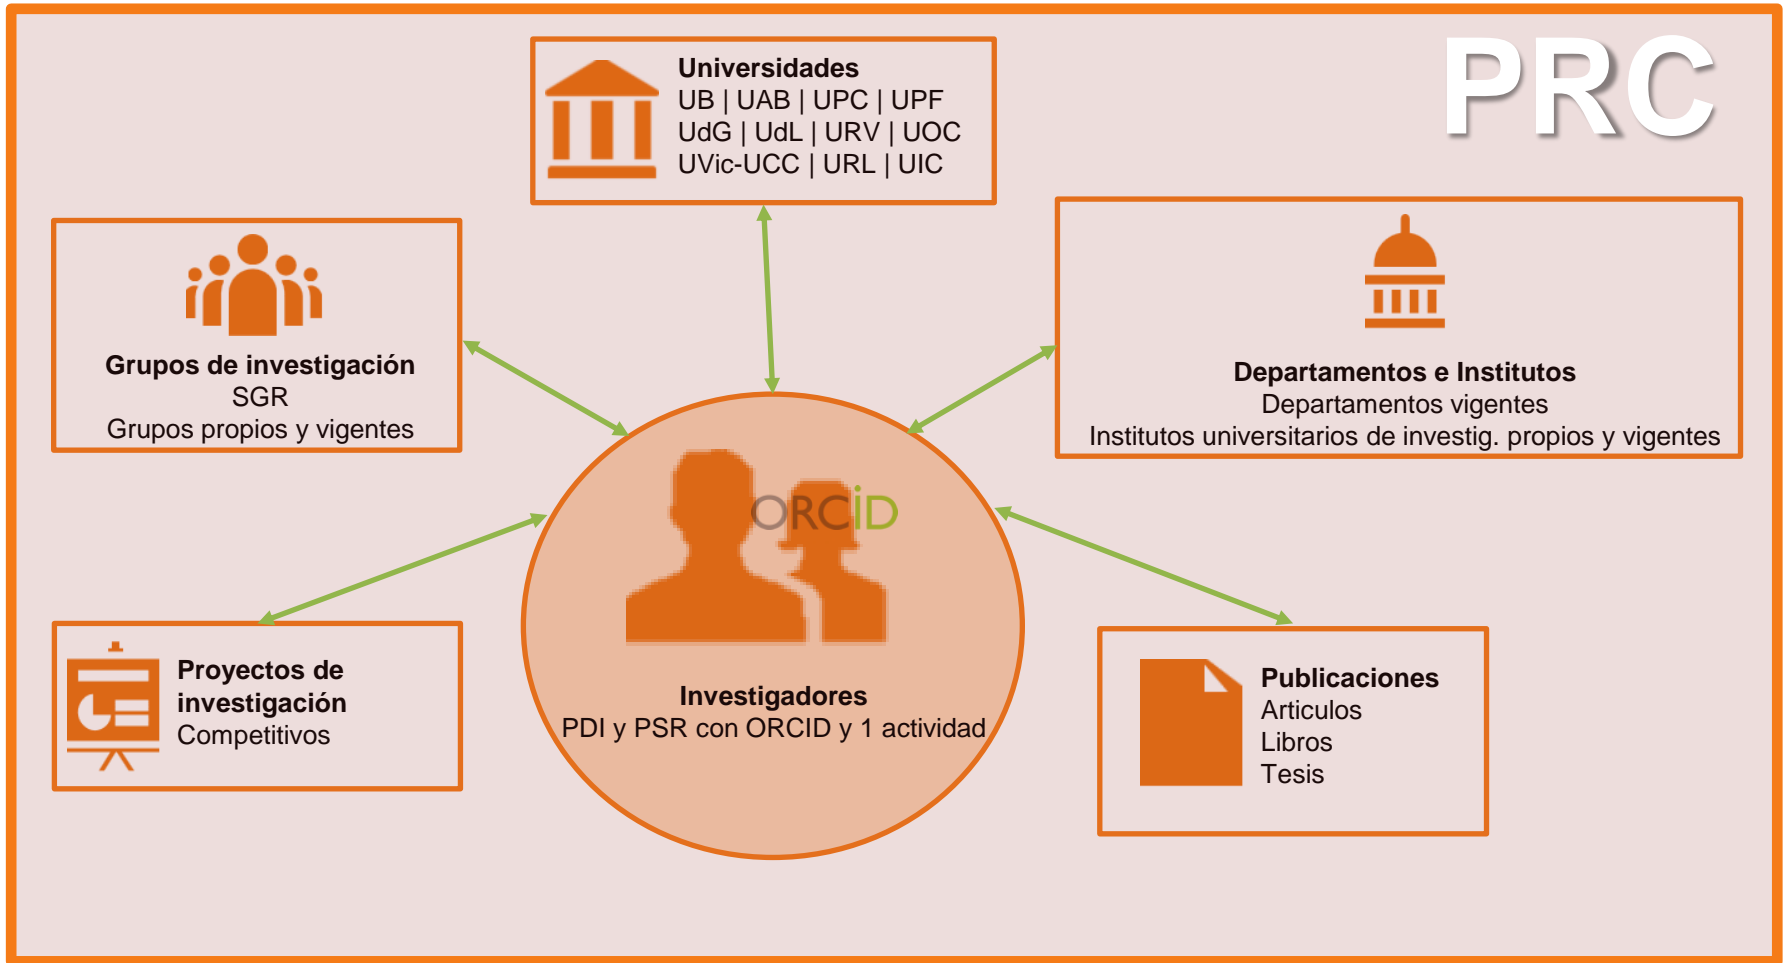 PRC
Universidades
UB | UAB | UPC | UPF
UdG | UdL | URV | UOC
UVic-UCC | URL | UIC
Grupos de investigación
SGR
Grupos propios y vigentes
Departamentos e Institutos
Departamentos vigentes
Institutos universitarios de investig. propios y vigentes
ORCiD
Investigadores
PDI y PSR con ORCID y 1 actividad
Proyectos de
investigación
Competitivos
Publicaciones
Articulos
Libros
Tesis